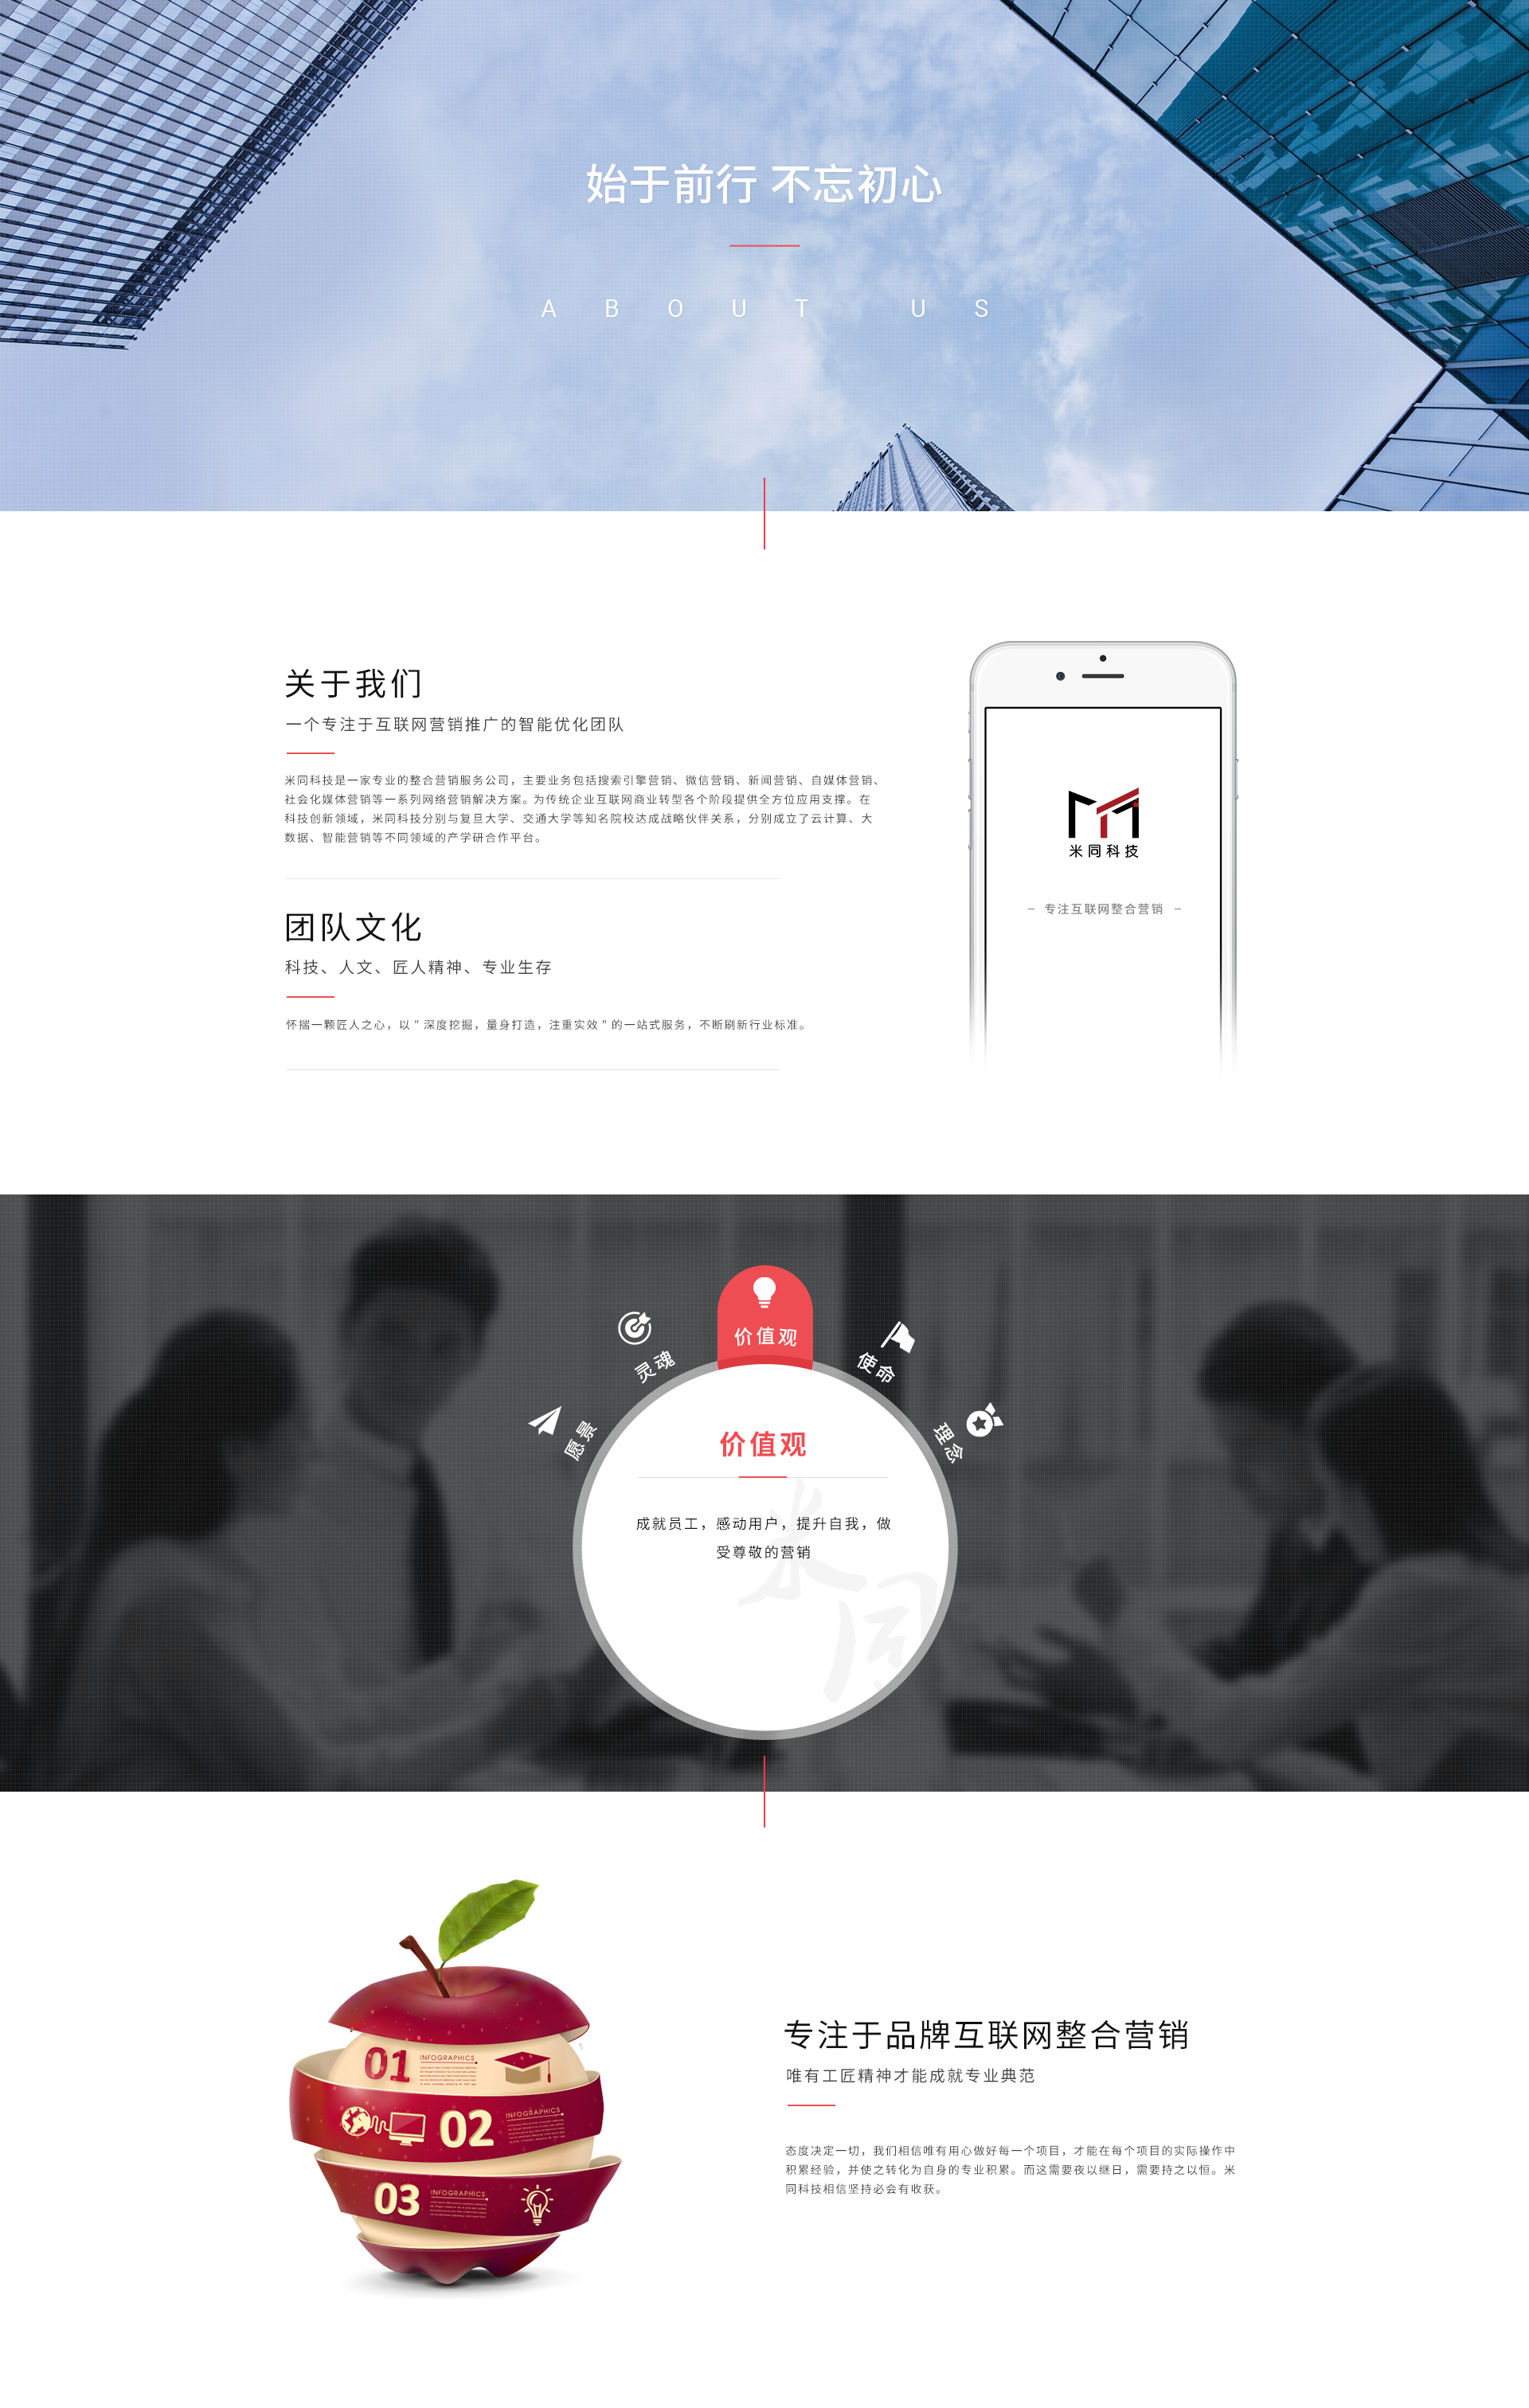 始于前行 不忘初心
ABOUT US
关于我们
一个专注于互联网营销推广的智能优化团队
米同科技是一家专业的整合营销服务公司，主要业务包括搜索引擎营销、微信营销、新闻营销、自媒体营销、
社会化媒体营销等一系列网络营销解决方案。为传统企业互联网商业转型各个阶段提供全方位应用支撑。在
科技创新领域，米同科技分别与复旦大学、交通大学等知名院校达成战略伙伴关系，分别成立了云计算、大
数据、智能营销等不同领域的产学研合作平台。
米同科技
– 专注互联网整合营销 –
团队文化
科技、人文、匠人精神、专业生存
怀揣一颗匠人之心，以＂深度挖掘，量身打造，注重实效＂的一站式服务，不断刷新行业标准。
愿景
灵魂
价值观
使命
理念
价值观
成就员工，感动用户，提升自我，做
受尊敬的营销
米同
01
INFOGRAPHICS
02
INFOGRAPHICS
03
INFOGRAPHICS
专注于品牌互联网整合营销
唯有工匠精神才能成就专业典范
态度决定一切，我们相信唯有用心做好每一个项目，才能在每个项目的实际操作中
积累经验，并使之转化为自身的专业积累。而这需要夜以继日，需要持之以恒。米
同科技相信坚持必会有收获。